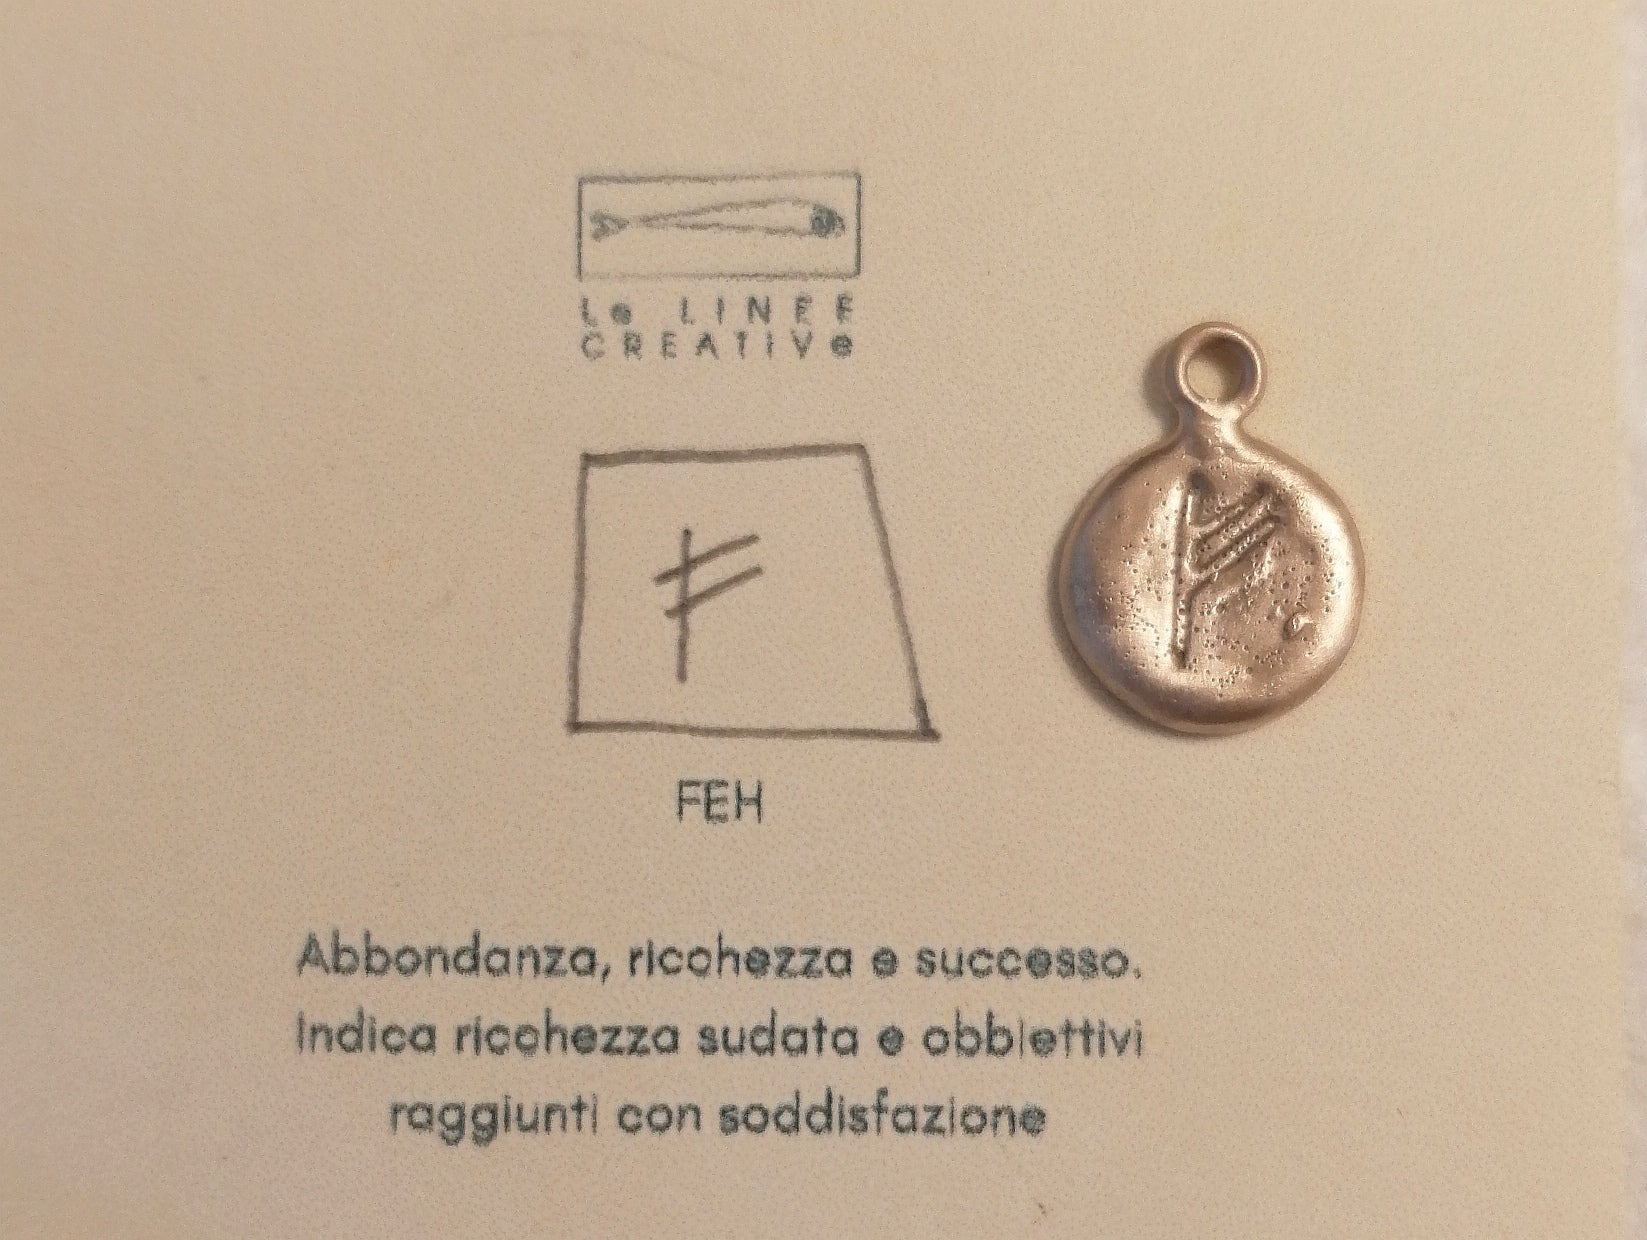 Le LINEE
CREATIVe
FEH
Abbondanza, ricchezza e successo.
Indica ricchezza sudata e obbiettivi
raggiunti con soddisfazione